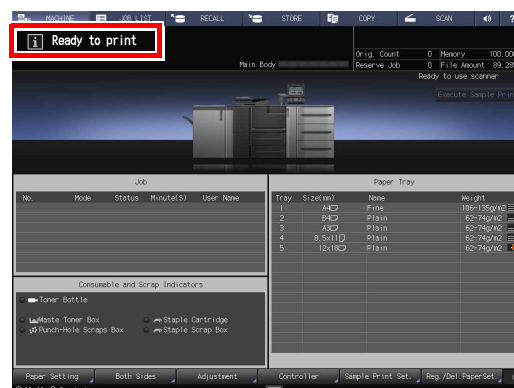 MACHINE JOB LIST RECALL STORE COPY SCAN ?
i Ready to print
Orig. Count 0 Memory 100.00
Main Body Reserve Job 0 File Amount 89.28
Ready to use scanner
Execute Sample Prin
Job
No. Mode Status Minute(S) User Name
Paper Tray
Tray Size(mm) Name Weight
1 A4 Fine 106-135g/m2
2 B4 Plain 62-74g/m2
3 A3 Plain 62-74g/m2
4 8.5×11 Plain 62-74g/m2
5 12×18 Plain 62-74g/m2
Consumable and Scrap Indicators
Toner Bottle
Waste Toner Box Staple Cartridge
Punch-Hole Scraps Box Staple Scrap Box
Paper Setting Both Sides Adjustment Controller Sample Print Set. Reg./Del.PaperSet.